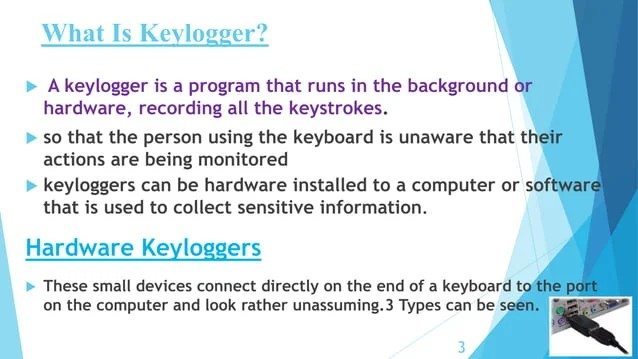 What Is Keylogger?
A keylogger is a program that runs in the background or
hardware, recording all the keystrokes.
so that the person using the keyboard is unaware that their
actions are being monitored
keyloggers can be hardware installed to a computer or software
that is used to collect sensitive information.
Hardware Keyloggers
These small devices connect directly on the end of a keyboard to the port
on the computer and look rather unassuming.3 Types can be seen.
3